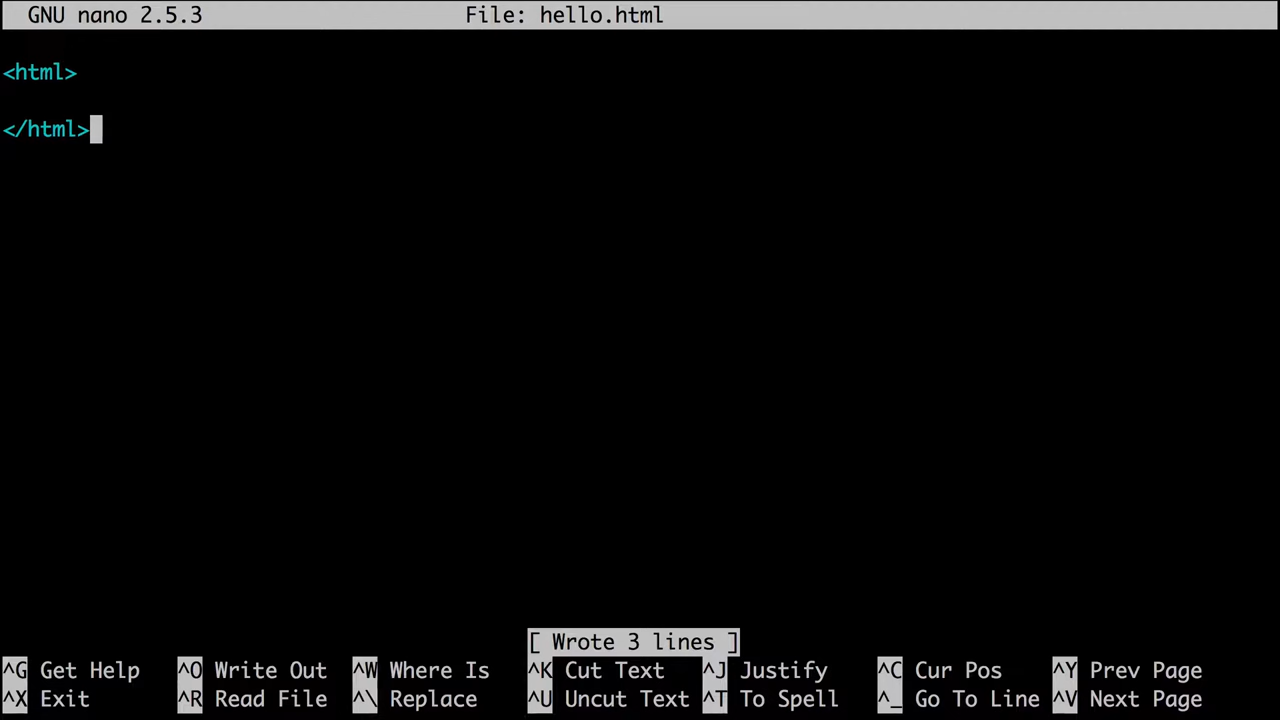 GNU nano 2.5.3 File: hello.html
<html>
</html>
[ Wrote 3 lines ]
^G Get Help ^O Write Out ^W Where Is ^K Cut Text ^J Justify ^C Cur Pos ^Y Prev Page
^X Exit ^R Read File ^\ Replace ^U Uncut Text ^T To Spell ^_ Go To Line ^V Next Page